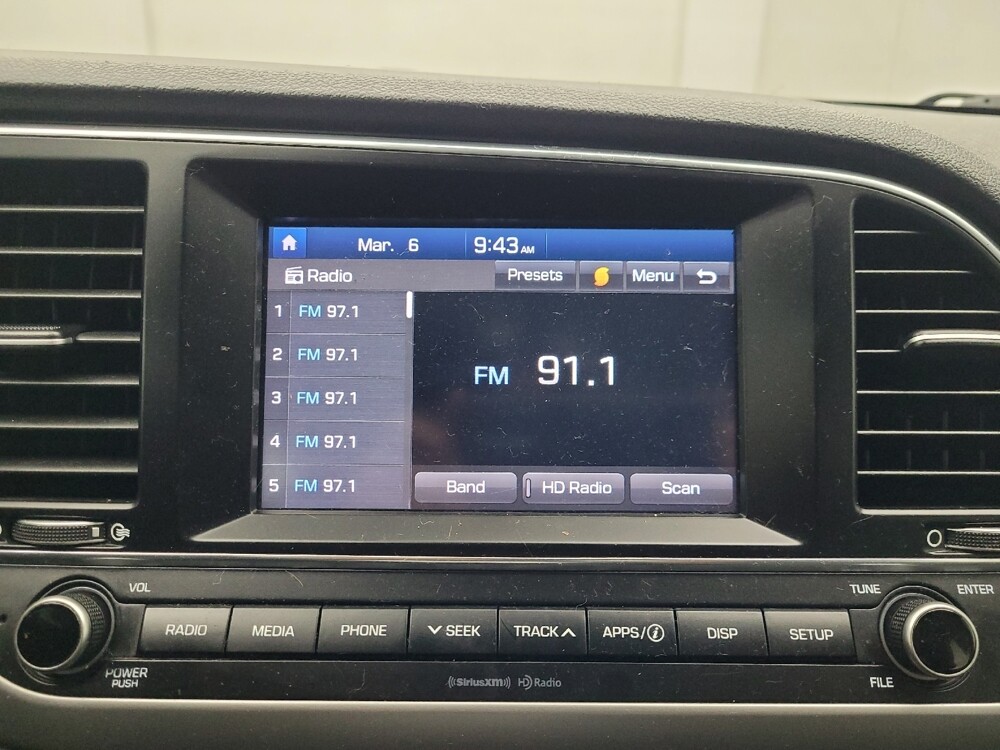 Mar. 6 9:43 AM
Radio Presets Menu
1 FM 97.1
2 FM 97.1
3 FM 97.1
4 FM 97.1
5 FM 97.1
FM 91.1
Band HD Radio Scan
VOL
TUNE ENTER
RADIO MEDIA PHONE SEEK TRACK APPS/i DISP SETUP
POWER
PUSH
FILE
SiriusXM HD Radio